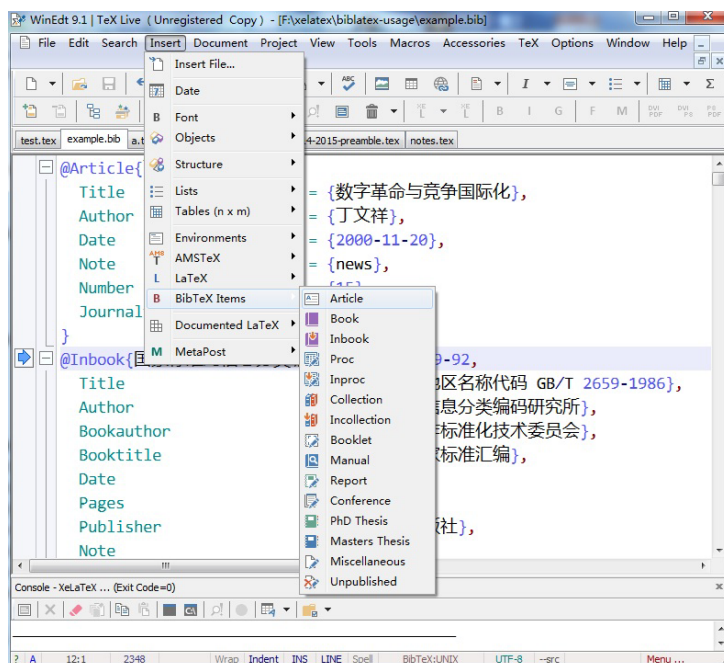 WinEdt 9.1 | TeX Live (Unregistered Copy) - [F:\xelatex\biblatex-usage\example.bib]
File Edit Search Insert Document Project View Tools Macros Accessories TeX Options Window Help
Insert File...
Date
Font
Objects
Structure
Lists
Tables (n x m)
Environments
AMSTeX
LaTeX
BibTeX Items
Documented LaTeX
MetaPost
Article
Book
Inbook
Proc
Inproc
Collection
Incollection
Booklet
Manual
Report
Conference
PhD Thesis
Masters Thesis
Miscellaneous
Unpublished
B I G F M DVI PDF DVI PS PS PDF
test.tex example.bib 4-2015-preamble.tex notes.tex
@Article{
Title = {数字革命与竞争国际化},
Author = {丁文祥},
Date = {2000-11-20},
Note = {news},
Number
Journal
}
@Inbook{ 9-92,
Title 区名称代码 GB/T 2659-1986},
Author 信息分类编码研究所},
Bookauthor 标准化技术委员会},
Booktitle 标准汇编},
Date
Pages
Publisher 社},
Note
Console - XeLaTeX ... (Exit Code=0)
? A 12:1 2348 Wrap Indent INS LINE Spell BibTeX:UNIX UTF-8 --src Menu ...